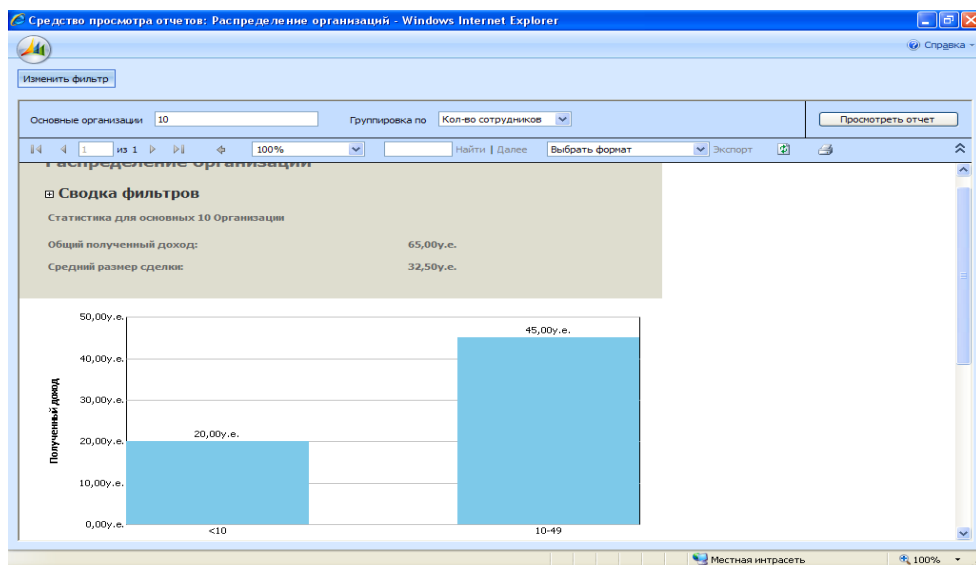 Средство просмотра отчетов: Распределение организаций - Windows Internet Explorer
Справка
Изменить фильтр
Основные организации 10 Группировка по Кол-во сотрудников Просмотреть отчет
1 из 1 100% Найти | Далее Выбрать формат Экспорт
Распределение организаций
Сводка фильтров
Статистика для основных 10 Организации
Общий полученный доход: 65,00у.е.
Средний размер сделки: 32,50у.е.
50,00у.е.
45,00у.е.
40,00у.е.
30,00у.е.
20,00у.е.
20,00у.е.
10,00у.е.
0,00у.е.
Полученный доход
<10 10-49
Местная интрасеть 100%